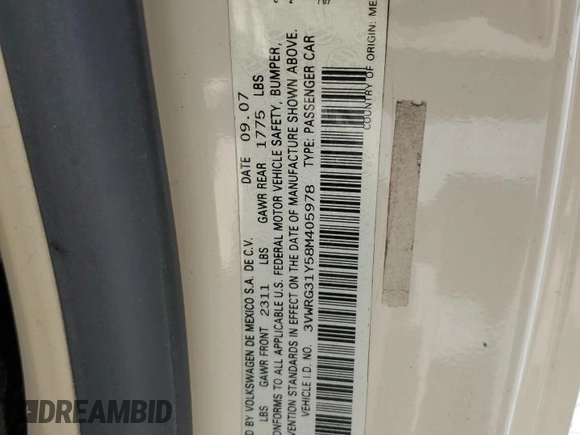 D BY VOLKSWAGEN DE MEXICO S.A. DE C.V. DATE 09.07
LBS GAWR FRONT 2311 LBS GAWR REAR 1775 LBS
ONFORMS TO ALL APPLICABLE U.S. FEDERAL MOTOR VEHICLE SAFETY, BUMPER,
VENTION STANDARDS IN EFFECT ON THE DATE OF MANUFACTURE SHOWN ABOVE.
VEHICLE I.D. NO. 3VWRG31Y58M405978 TYPE: PASSENGER CAR
COUNTRY OF ORIGIN: ME
DREAMBID